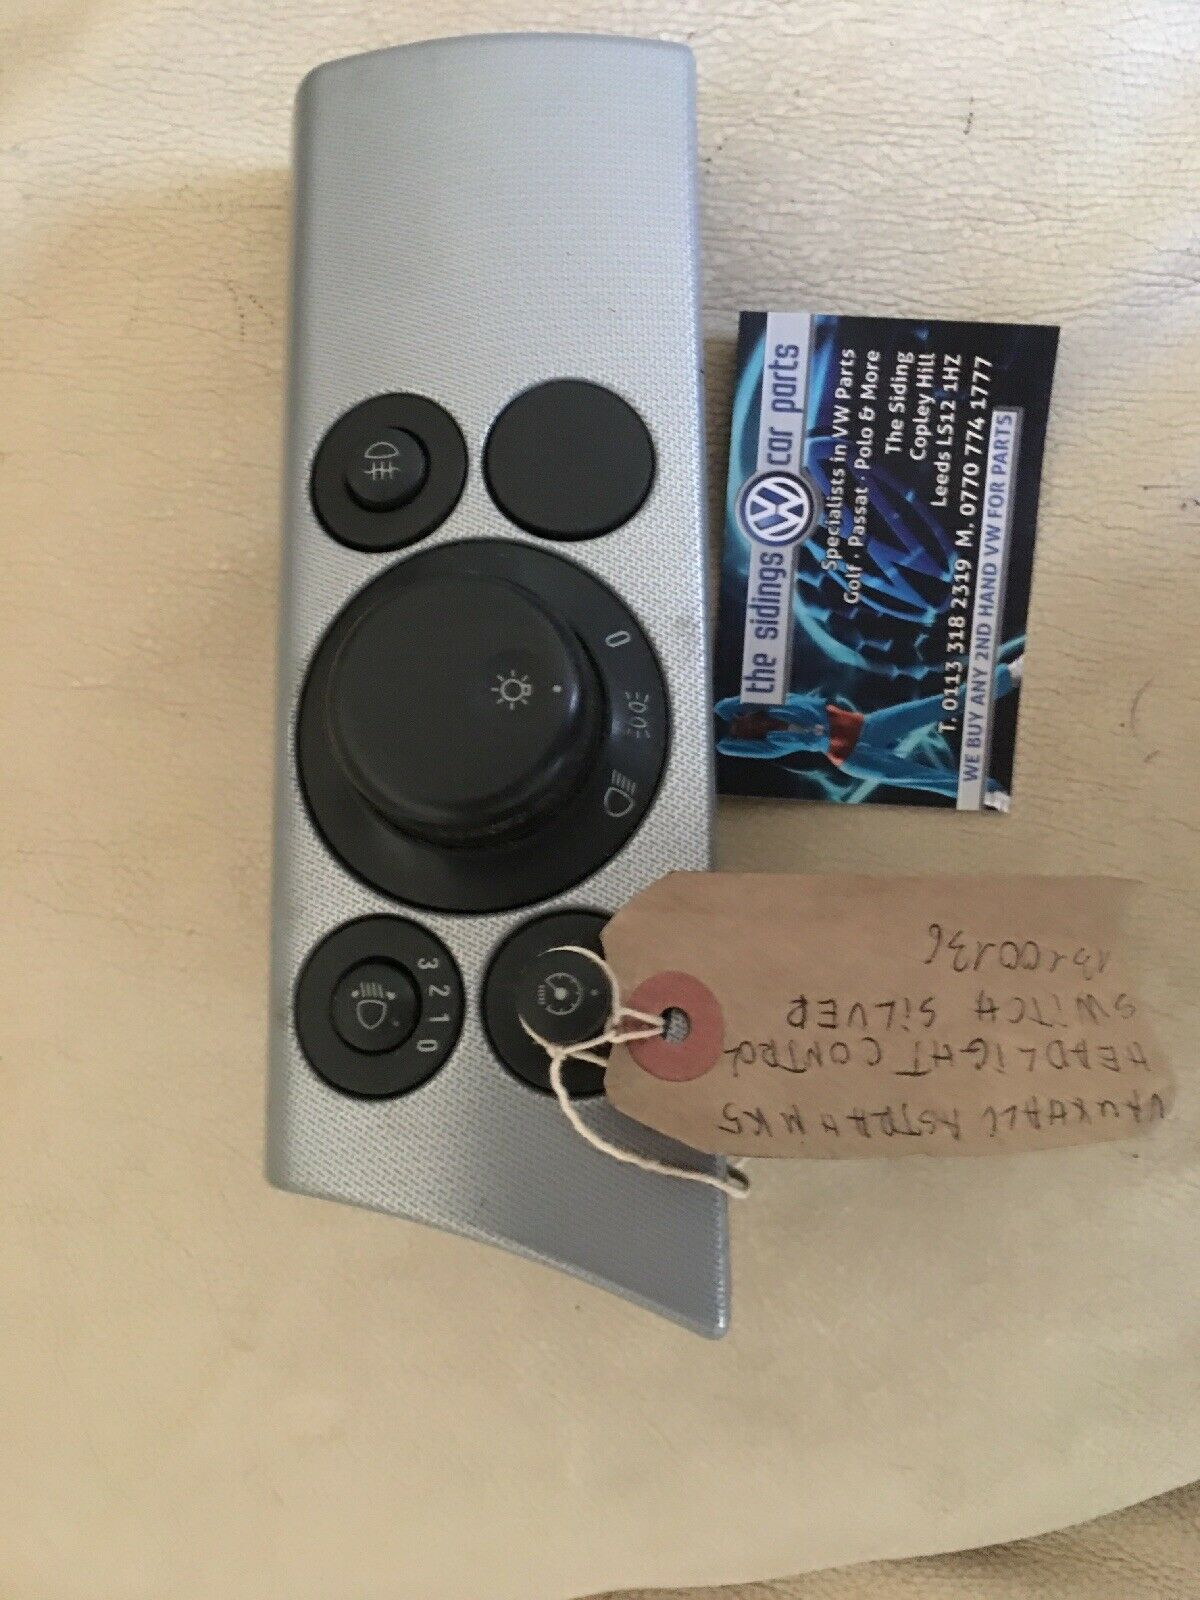 the sidings car parts
Specialists in VW Parts
Golf · Passat · Polo & More
The Siding
Copley Hill
Leeds LS12 1HZ
T. 0113 318 2319 M. 0770 774 1777
WE BUY ANY 2ND HAND VW FOR PARTS
VAUXHALL ASTRA H MK5
HEADLIGHT CONTROL
SWITCH SILVER
13100136
0
3 2 1 0